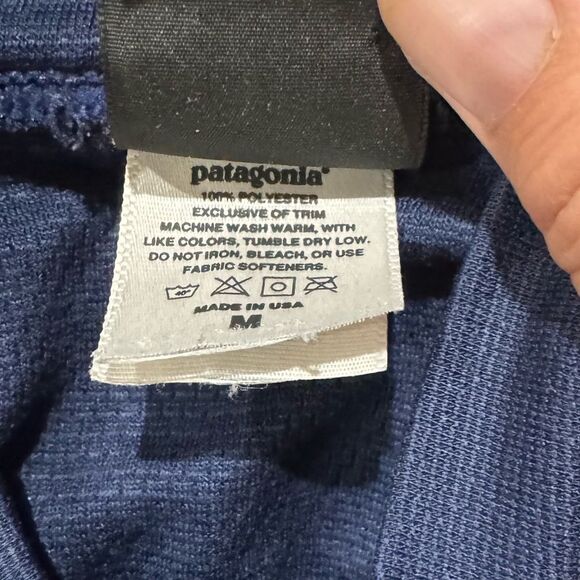 patagonia®
100% POLYESTER
EXCLUSIVE OF TRIM
MACHINE WASH WARM, WITH
LIKE COLORS, TUMBLE DRY LOW.
DO NOT IRON, BLEACH, OR USE
FABRIC SOFTENERS.
40°
MADE IN USA
M